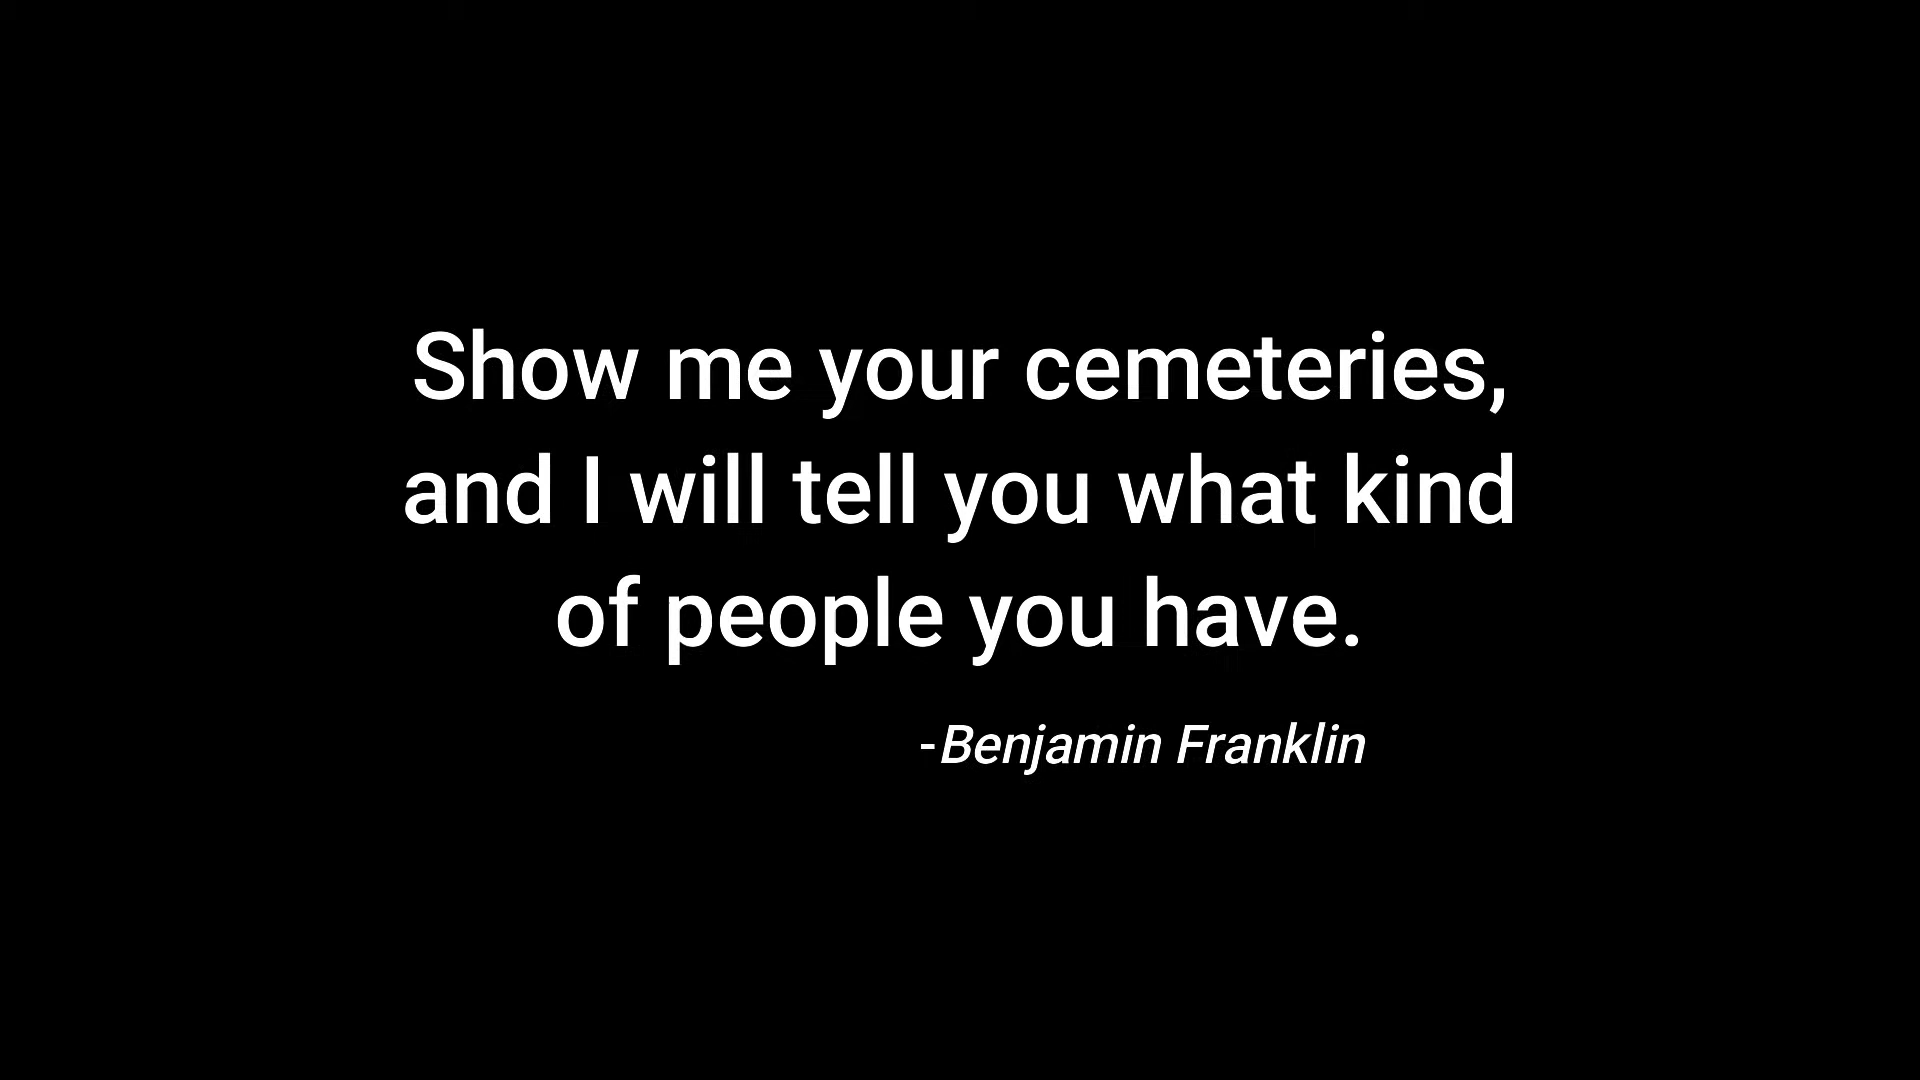 Show me your cemeteries,
and I will tell you what kind
of people you have.
-Benjamin Franklin